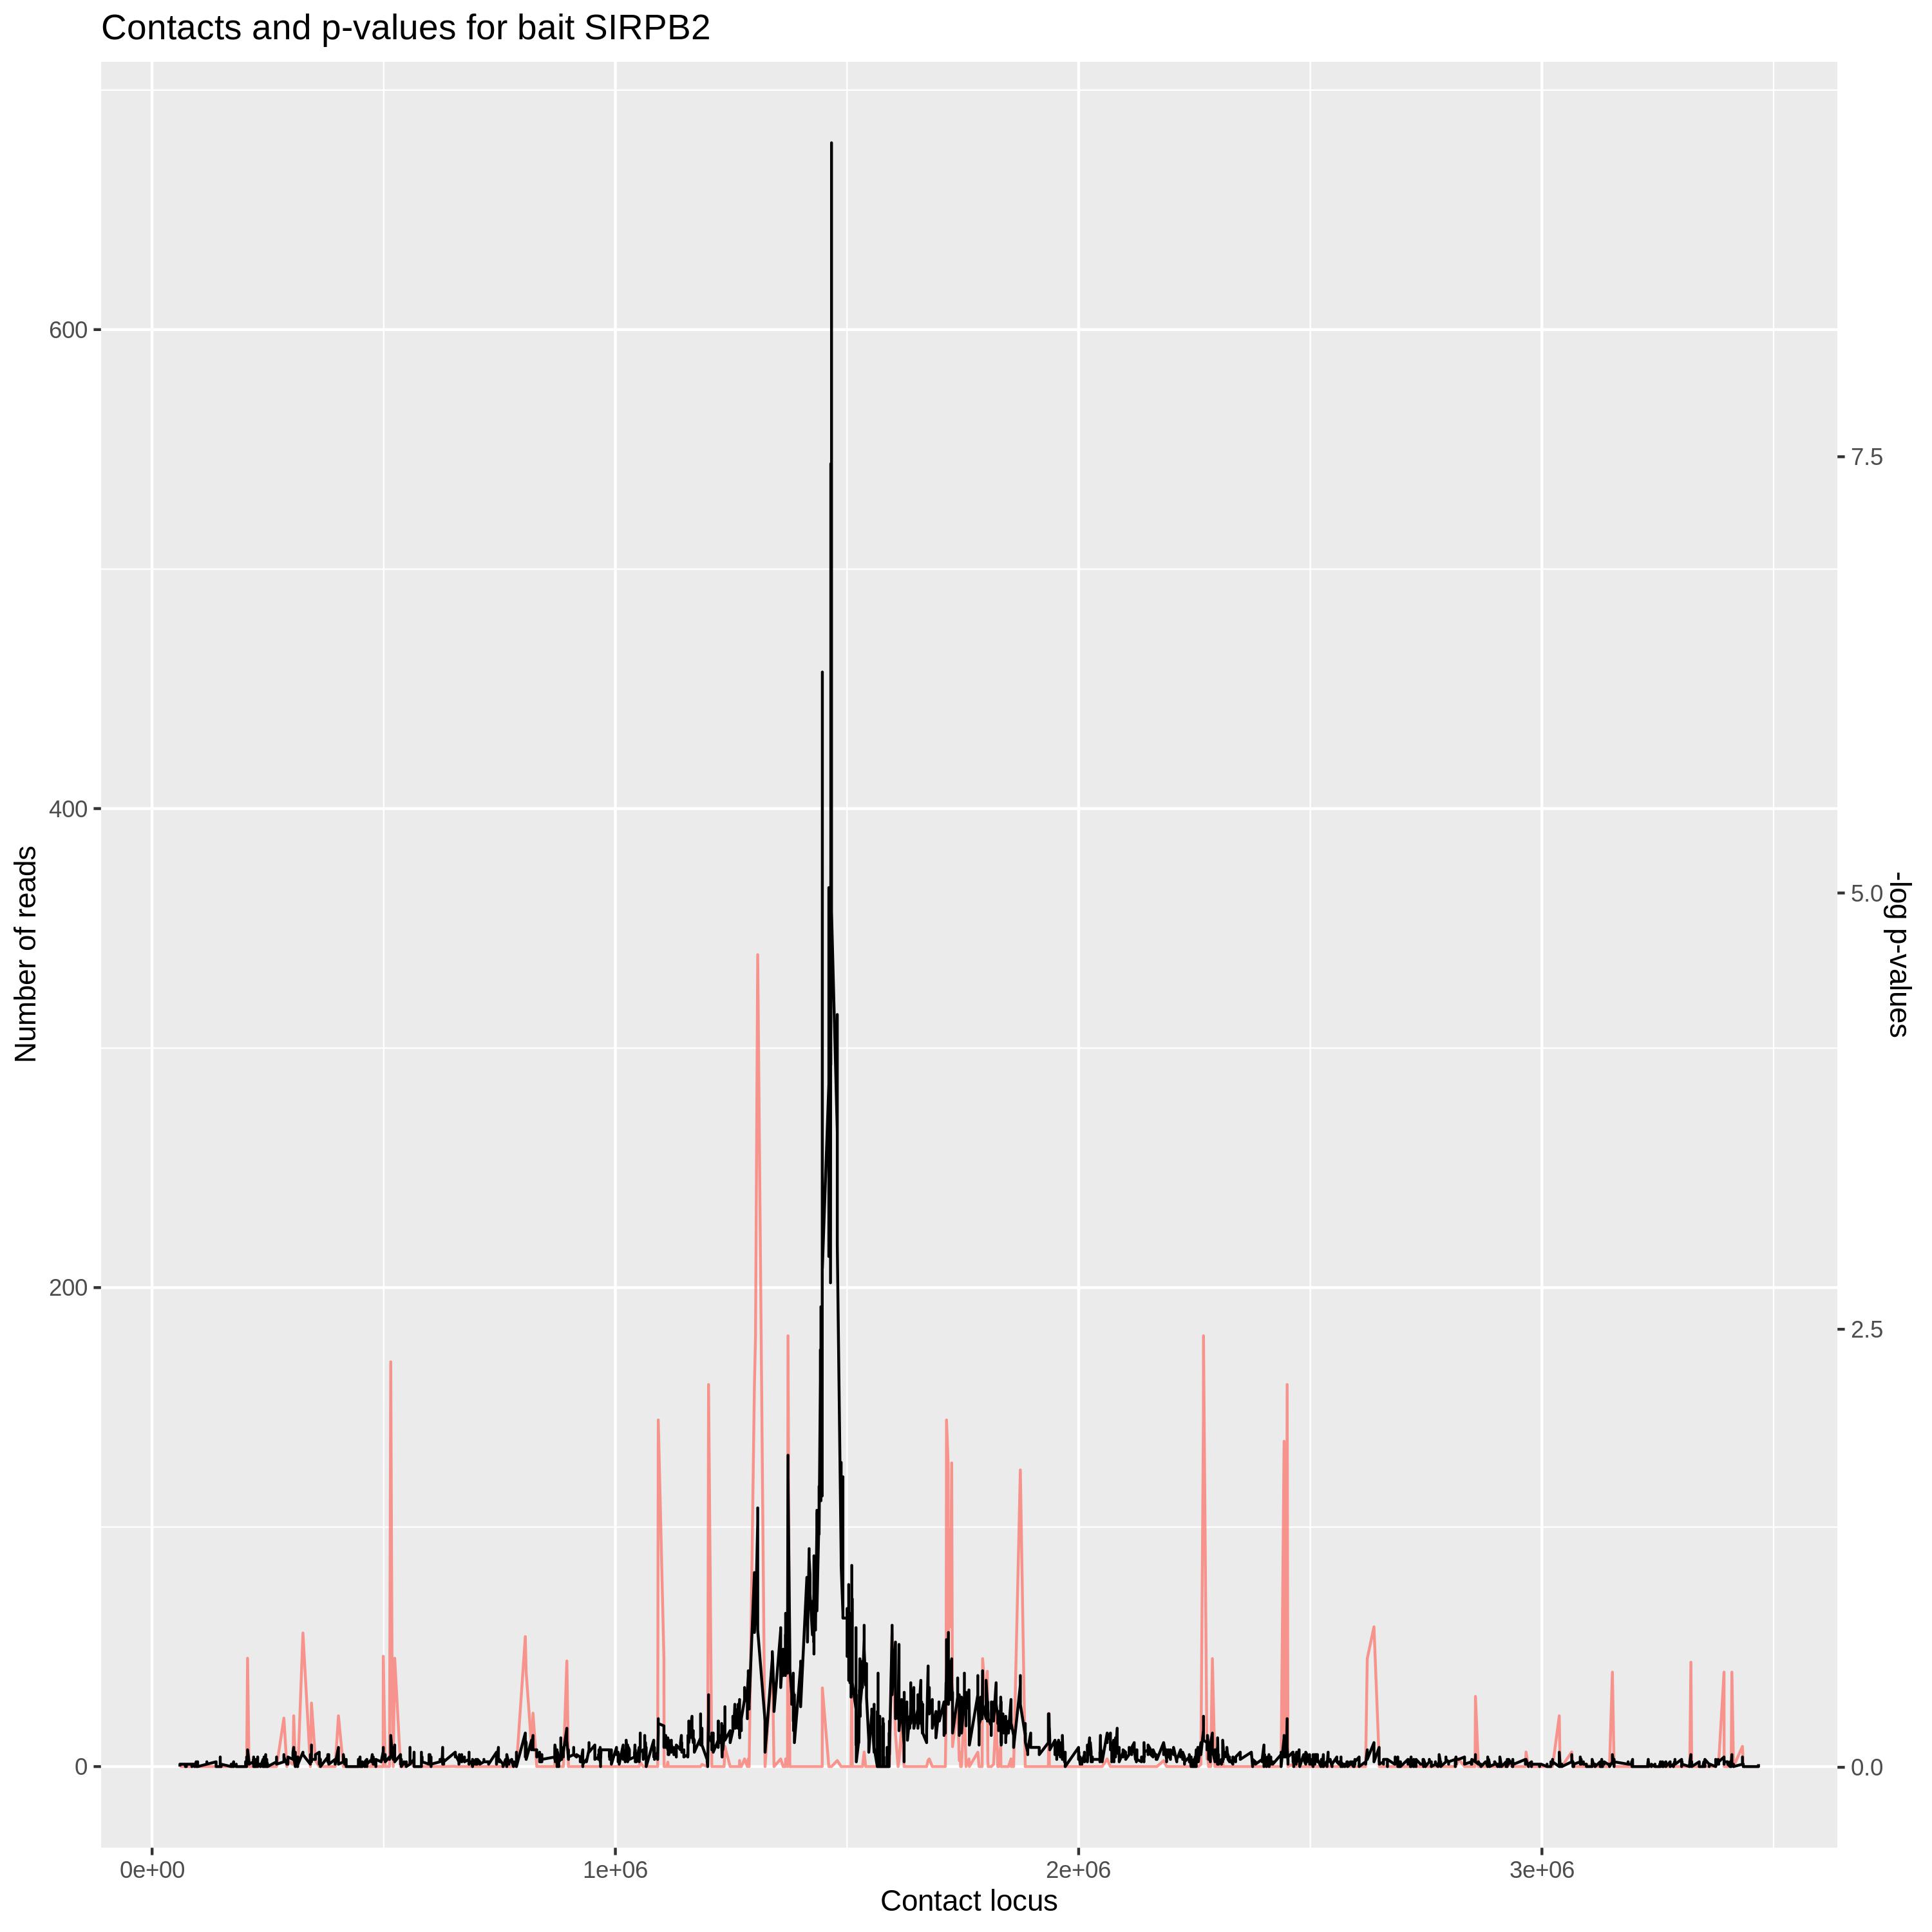 Contacts and p-values for bait SIRPB2
600
400
200
0
Number of reads
7.5
5.0
2.5
0.0
-log p-values
0e+00 1e+06 2e+06 3e+06
Contact locus